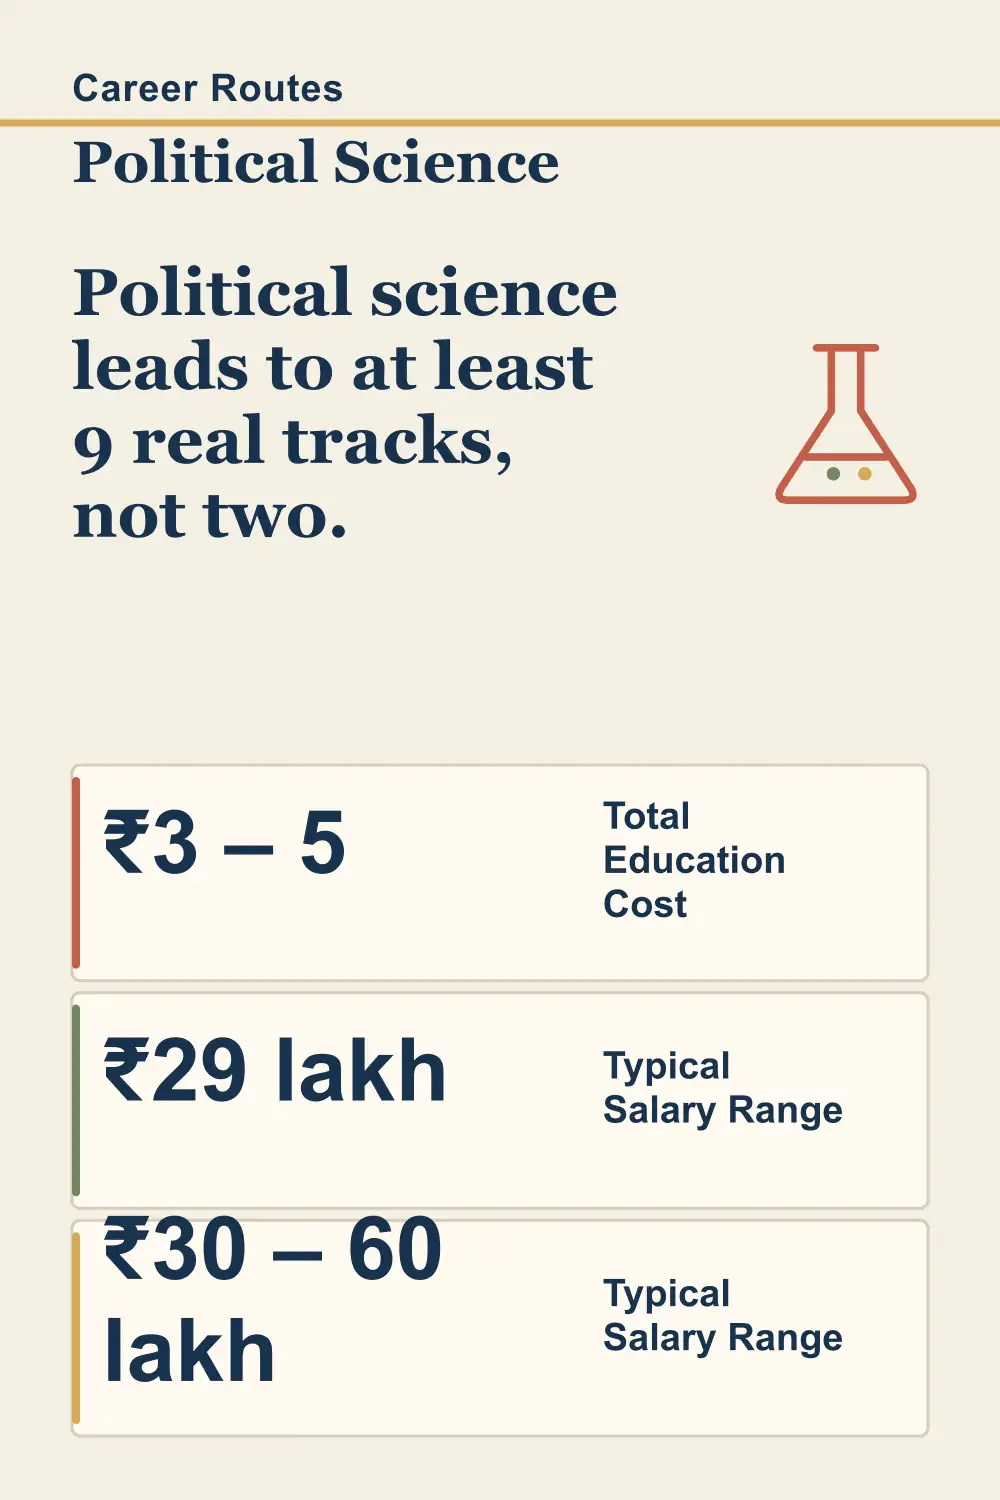 Career Routes
Political Science
Political science
leads to at least
9 real tracks,
not two.
₹3 – 5
Total
Education
Cost
₹29 lakh
Typical
Salary Range
₹30 – 60
lakh
Typical
Salary Range